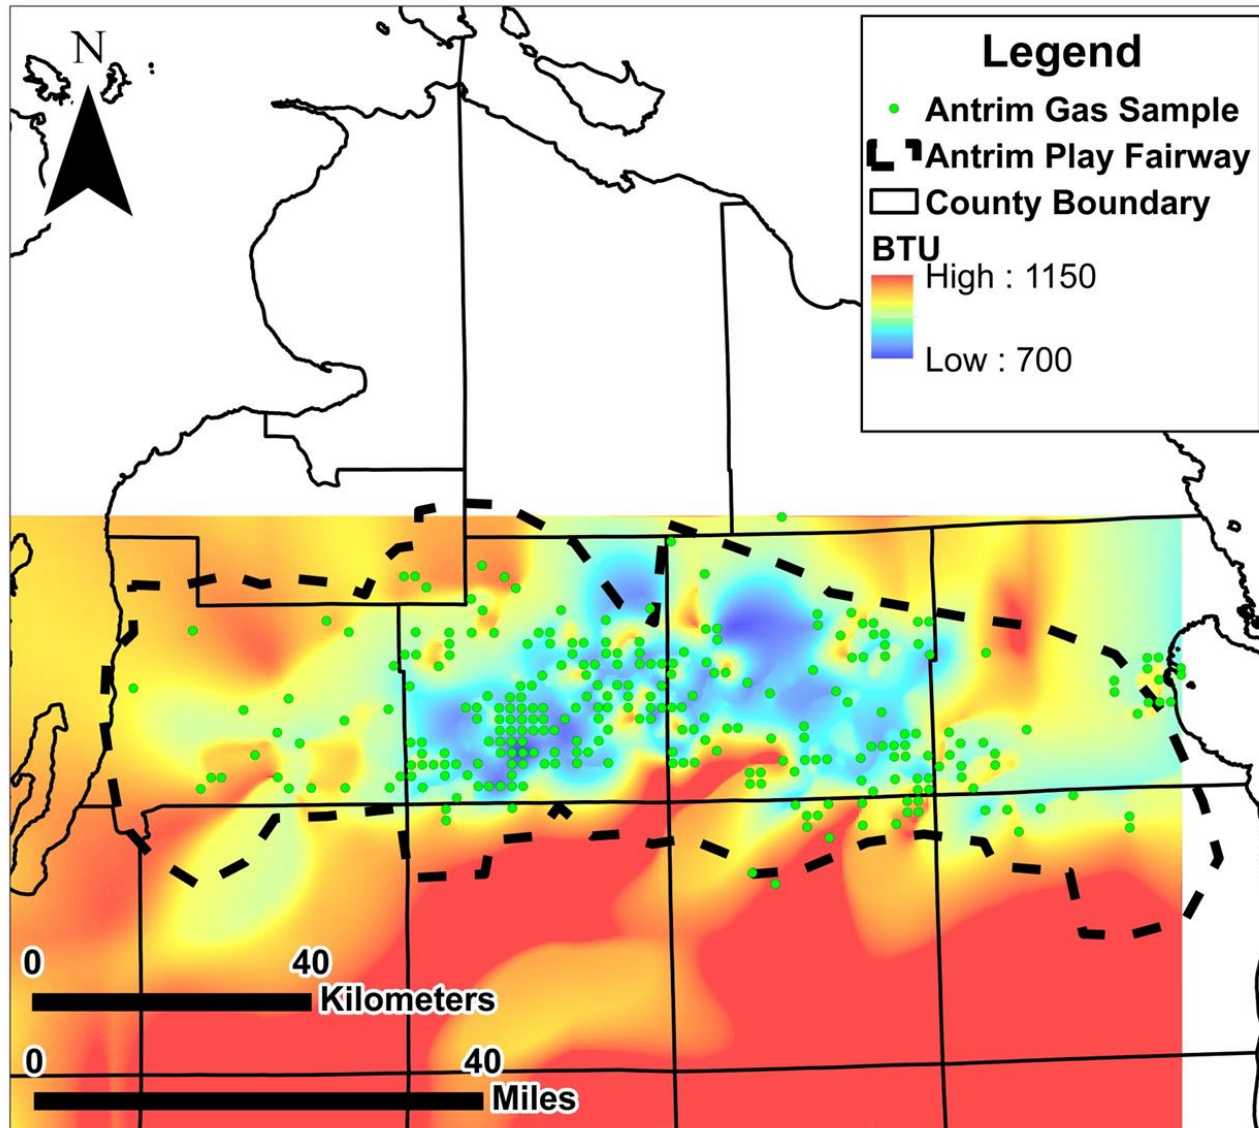 N
Legend
Antrim Gas Sample
Antrim Play Fairway
County Boundary
BTU
High : 1150
Low : 700
0 40
Kilometers
0 40
Miles